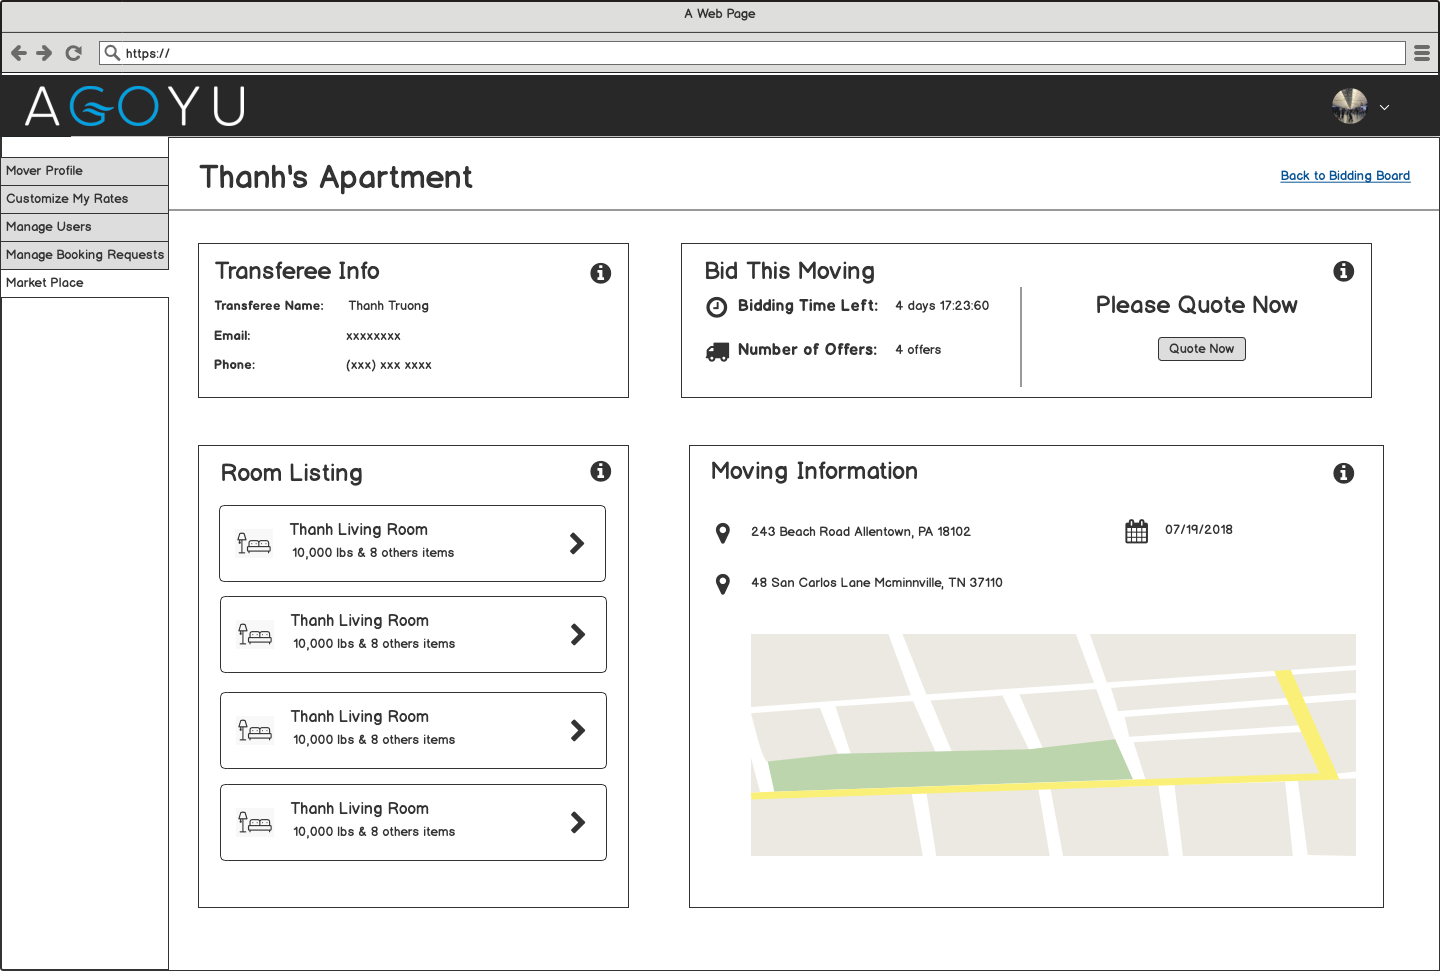 A Web Page
https://
AGOYU
Mover Profile
Customize My Rates
Manage Users
Manage Booking Requests
Market Place
Thanh's Apartment
Back to Bidding Board
Transferee Info
Transferee Name: Thanh Truong
Email: xxxxxxxx
Phone: (xxx) xxx xxxx
Bid This Moving
Bidding Time Left: 4 days 17:23:60
Number of Offers: 4 offers
Please Quote Now
Quote Now
Room Listing
Thanh Living Room
10,000 lbs & 8 others items
Thanh Living Room
10,000 lbs & 8 others items
Thanh Living Room
10,000 lbs & 8 others items
Thanh Living Room
10,000 lbs & 8 others items
Moving Information
243 Beach Road Allentown, PA 18102
07/19/2018
48 San Carlos Lane Mcminnville, TN 37110